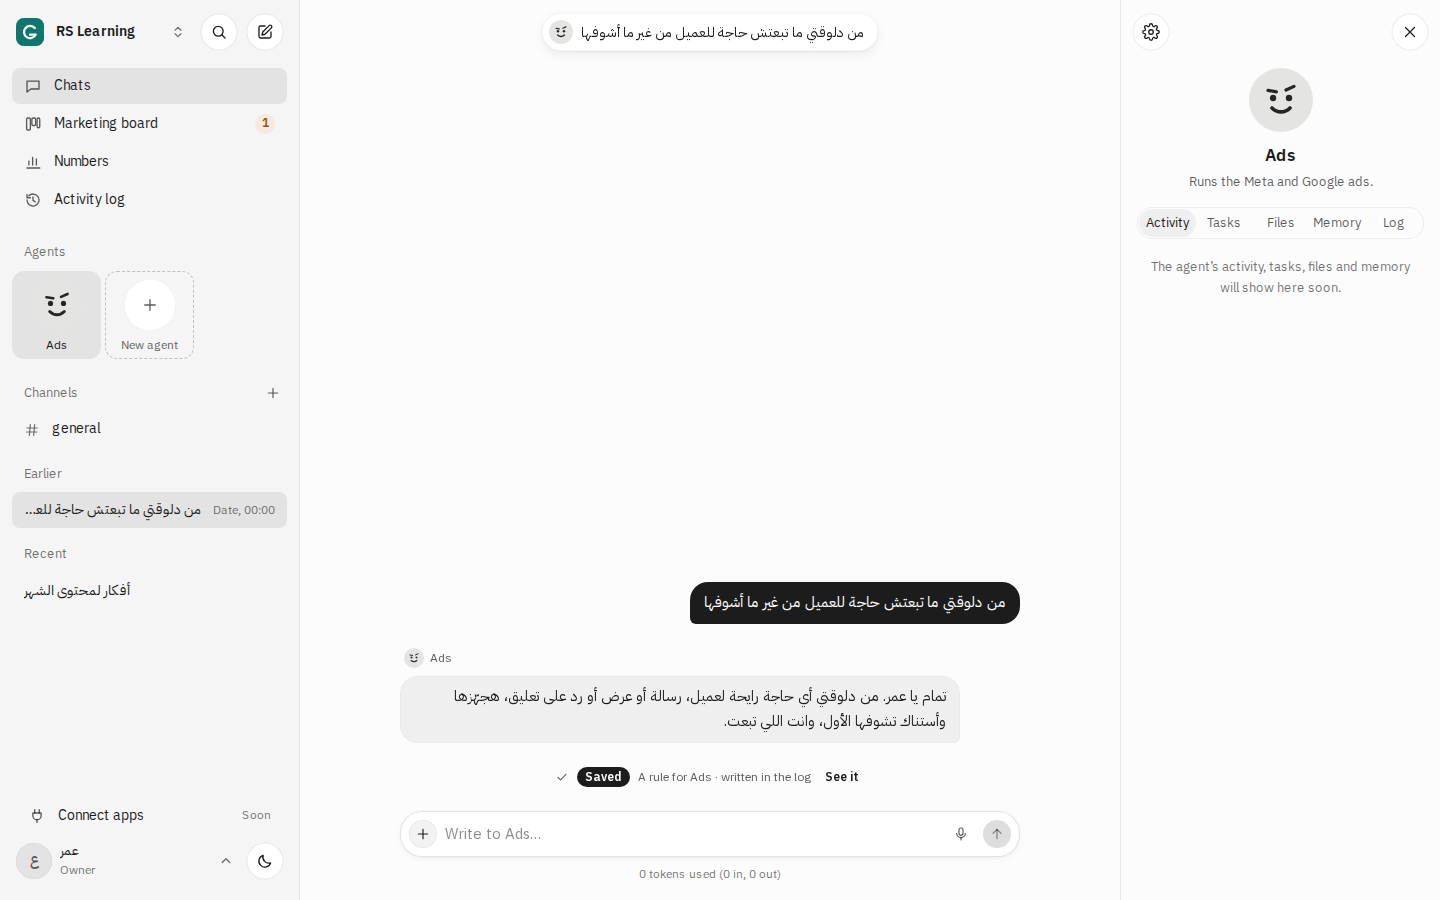 RS Learning
Chats
Marketing board
1
Numbers
Activity log
Agents
Ads
New agent
Channels
general
Earlier
من دلوقتي ما تبعتش حاجة للعـ...
Date, 00:00
Recent
أفكار لمحتوى الشهر
Connect apps
Soon
ع
عمر
Owner
من دلوقتي ما تبعتش حاجة للعميل من غير ما أشوفها
من دلوقتي ما تبعتش حاجة للعميل من غير ما أشوفها
Ads
تمام يا عمر. من دلوقتي أي حاجة رايحة لعميل، رسالة أو عرض أو رد على تعليق، هجهّزها
وأستناك تشوفها الأول، وانت اللي تبعت.
Saved
A rule for Ads · written in the log
See it
Write to Ads...
0 tokens used (0 in, 0 out)
Ads
Runs the Meta and Google ads.
Activity
Tasks
Files
Memory
Log
The agent's activity, tasks, files and memory
will show here soon.